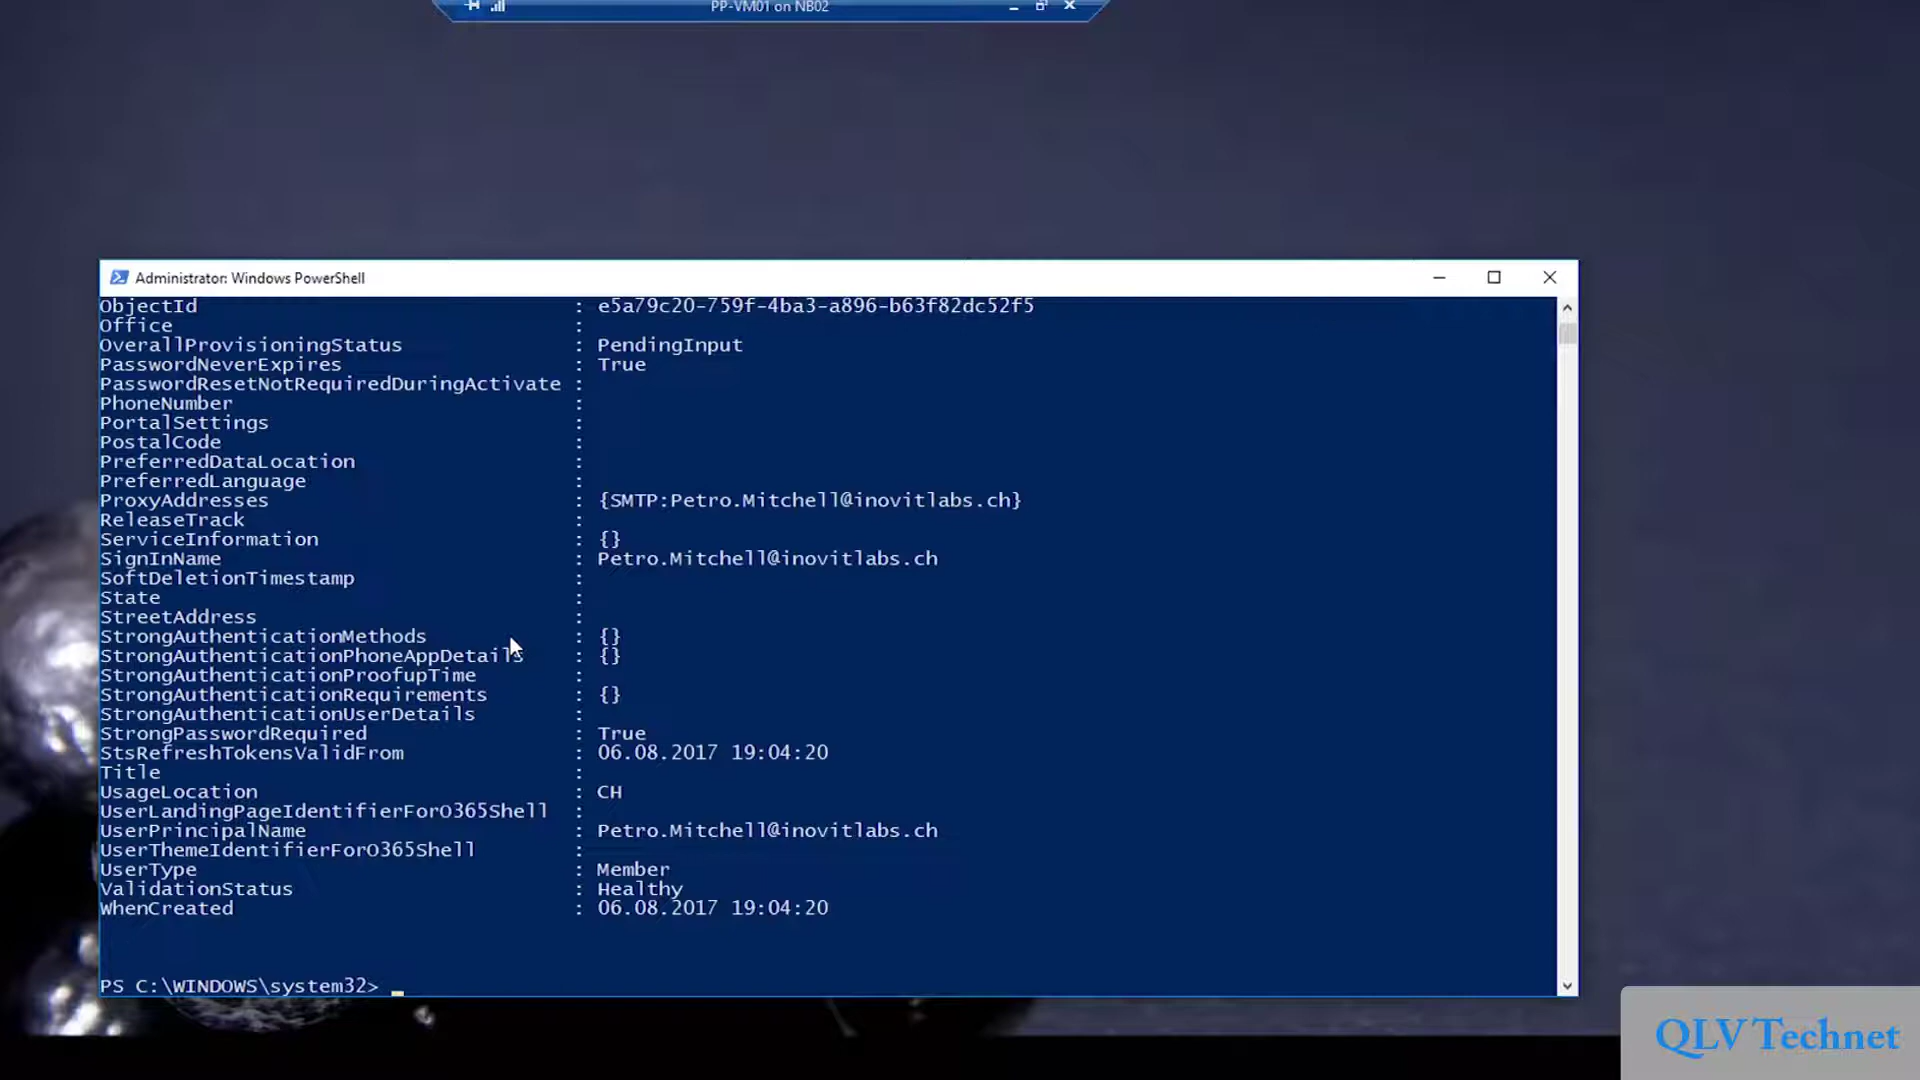 PP-VM01 on NB02
Administrator: Windows PowerShell
ObjectId : e5a79c20-759f-4ba3-a896-b63f82dc52f5
Office :
OverallProvisioningStatus : PendingInput
PasswordNeverExpires : True
PasswordResetNotRequiredDuringActivate :
PhoneNumber :
PortalSettings :
PostalCode :
PreferredDataLocation :
PreferredLanguage :
ProxyAddresses : {SMTP:Petro.Mitchell@inovitlabs.ch}
ReleaseTrack :
ServiceInformation : {}
SignInName : Petro.Mitchell@inovitlabs.ch
SoftDeletionTimestamp :
State :
StreetAddress :
StrongAuthenticationMethods : {}
StrongAuthenticationPhoneAppDetails : {}
StrongAuthenticationProofupTime :
StrongAuthenticationRequirements : {}
StrongAuthenticationUserDetails :
StrongPasswordRequired : True
StsRefreshTokensValidFrom : 06.08.2017 19:04:20
Title :
UsageLocation : CH
UserLandingPageIdentifierForO365Shell :
UserPrincipalName : Petro.Mitchell@inovitlabs.ch
UserThemeIdentifierForO365Shell :
UserType : Member
ValidationStatus : Healthy
WhenCreated : 06.08.2017 19:04:20
PS C:\WINDOWS\system32> _
QLV Technet